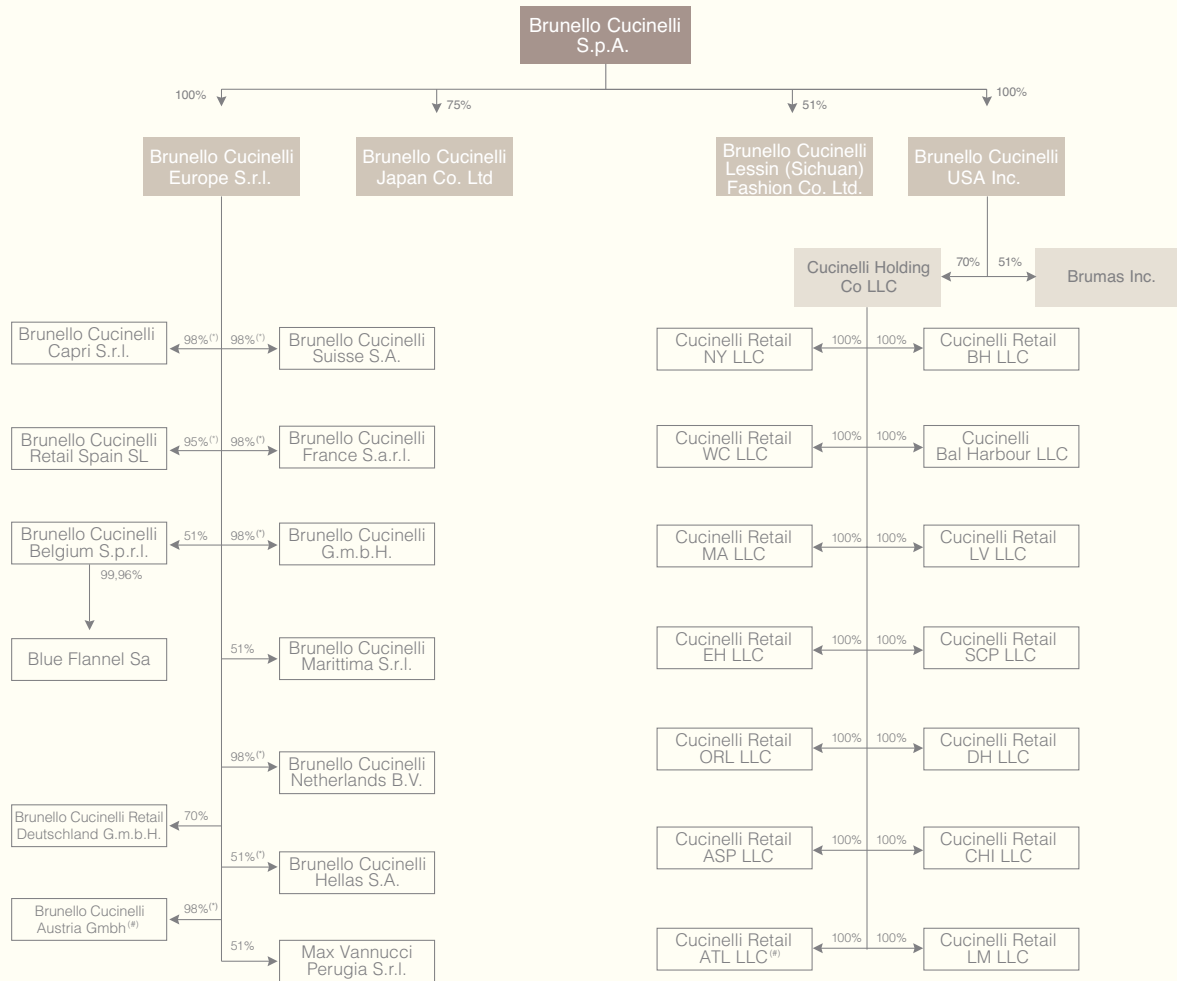 Brunello Cucinelli
S.p.A.
100%
75%
51%
100%
Brunello Cucinelli
Europe S.r.l.
Brunello Cucinelli
Japan Co. Ltd
Brunello Cucinelli
Lessin (Sichuan)
Fashion Co. Ltd.
Brunello Cucinelli
USA Inc.
Cucinelli Holding
Co LLC
70%
51%
Brumas Inc.
Brunello Cucinelli
Capri S.r.l.
98%(*)
98%(*)
Brunello Cucinelli
Suisse S.A.
Brunello Cucinelli
Retail Spain SL
95%(*)
98%(*)
Brunello Cucinelli
France S.a.r.l.
Brunello Cucinelli
Belgium S.p.r.l.
51%
98%(*)
Brunello Cucinelli
G.m.b.H.
99,96%
Blue Flannel Sa
51%
Brunello Cucinelli
Marittima S.r.l.
98%(*)
Brunello Cucinelli
Netherlands B.V.
Brunello Cucinelli Retail
Deutschland G.m.b.H.
70%
51%(*)
Brunello Cucinelli
Hellas S.A.
Brunello Cucinelli
Austria Gmbh(#)
98%(*)
51%
Max Vannucci
Perugia S.r.l.
Cucinelli Retail
NY LLC
100%
100%
Cucinelli Retail
BH LLC
Cucinelli Retail
WC LLC
100%
100%
Cucinelli
Bal Harbour LLC
Cucinelli Retail
MA LLC
100%
100%
Cucinelli Retail
LV LLC
Cucinelli Retail
EH LLC
100%
100%
Cucinelli Retail
SCP LLC
Cucinelli Retail
ORL LLC
100%
100%
Cucinelli Retail
DH LLC
Cucinelli Retail
ASP LLC
100%
100%
Cucinelli Retail
CHI LLC
Cucinelli Retail
ATL LLC(#)
100%
100%
Cucinelli Retail
LM LLC